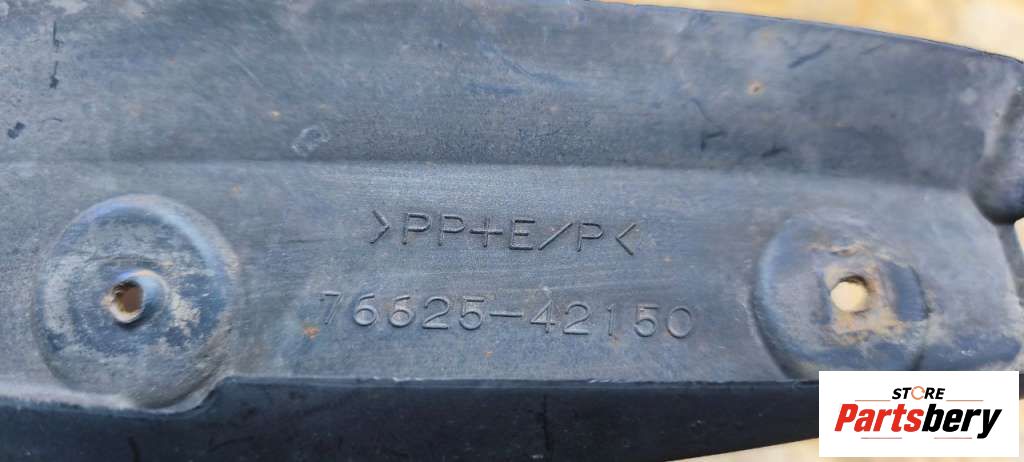 >PP+E/P<
76625-42150
STORE
Partsbery